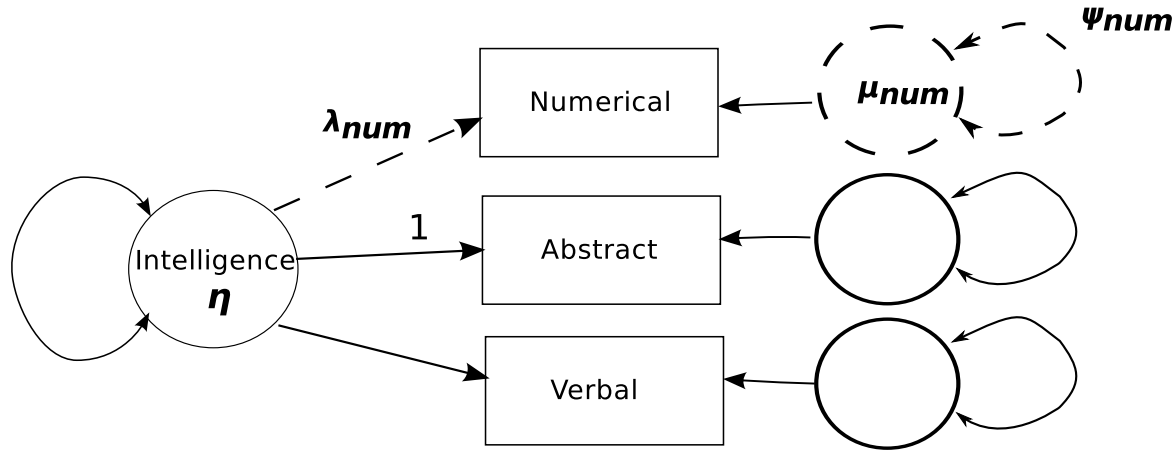 ψnum
Numerical
μnum
λnum
1
Abstract
Intelligence
η
Verbal